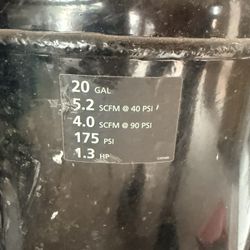 20 GAL
5.2 SCFM @ 40 PSI
4.0 SCFM @ 90 PSI
175 PSI
1.3 HP